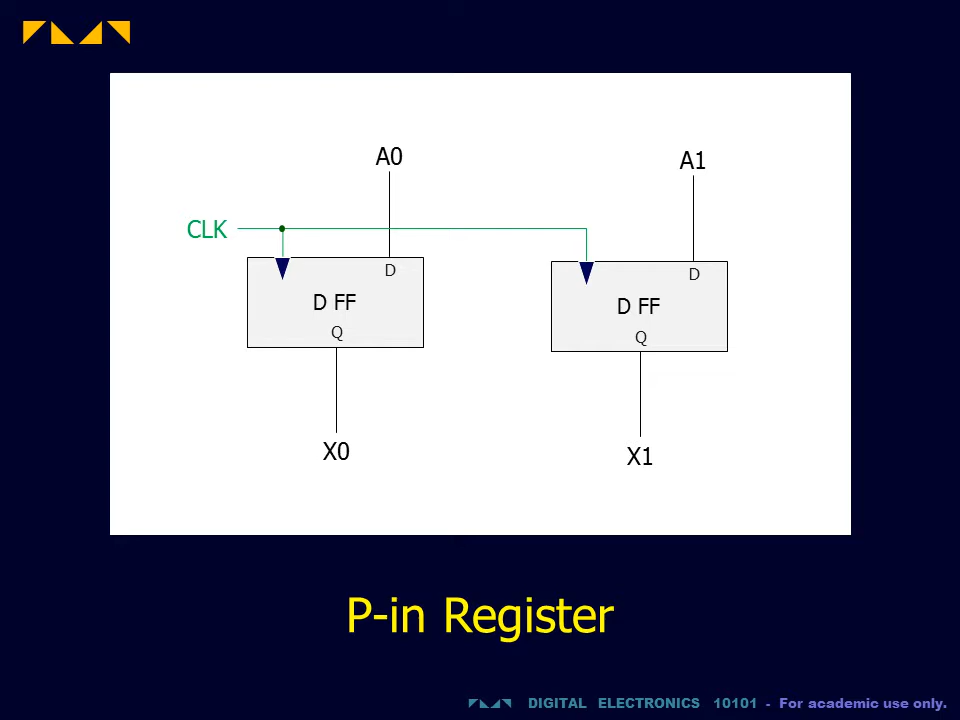 A0
A1
CLK
D
D
D FF
D FF
Q
Q
X0
X1
P-in Register
DIGITAL ELECTRONICS 10101 - For academic use only.